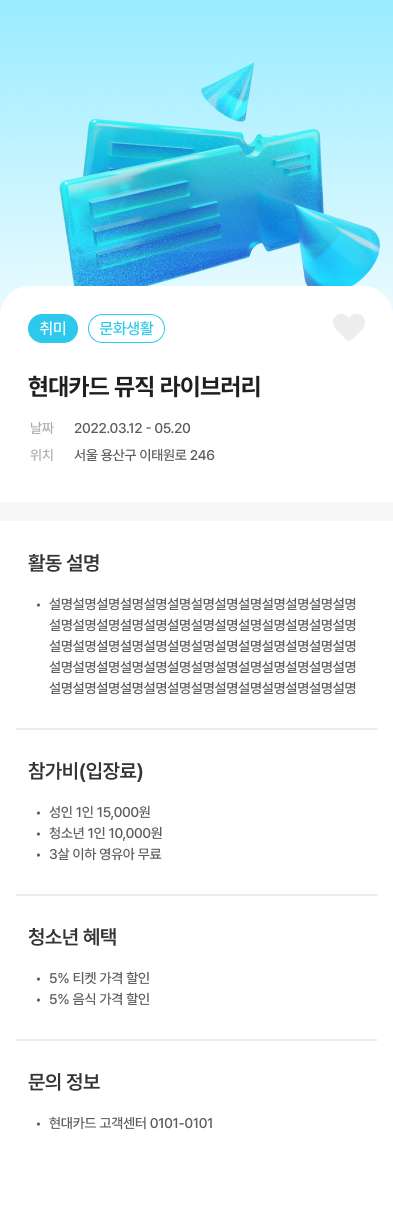 취미 문화생활
현대카드 뮤직 라이브러리
날짜 2022.03.12 - 05.20
위치 서울 용산구 이태원로 246
활동 설명
• 설명설명설명설명설명설명설명설명설명설명설명설명설명
설명설명설명설명설명설명설명설명설명설명설명설명설명
설명설명설명설명설명설명설명설명설명설명설명설명설명
설명설명설명설명설명설명설명설명설명설명설명설명설명
설명설명설명설명설명설명설명설명설명설명설명설명설명
참가비(입장료)
• 성인 1인 15,000원
• 청소년 1인 10,000원
• 3살 이하 영유아 무료
청소년 혜택
• 5% 티켓 가격 할인
• 5% 음식 가격 할인
문의 정보
• 현대카드 고객센터 0101-0101